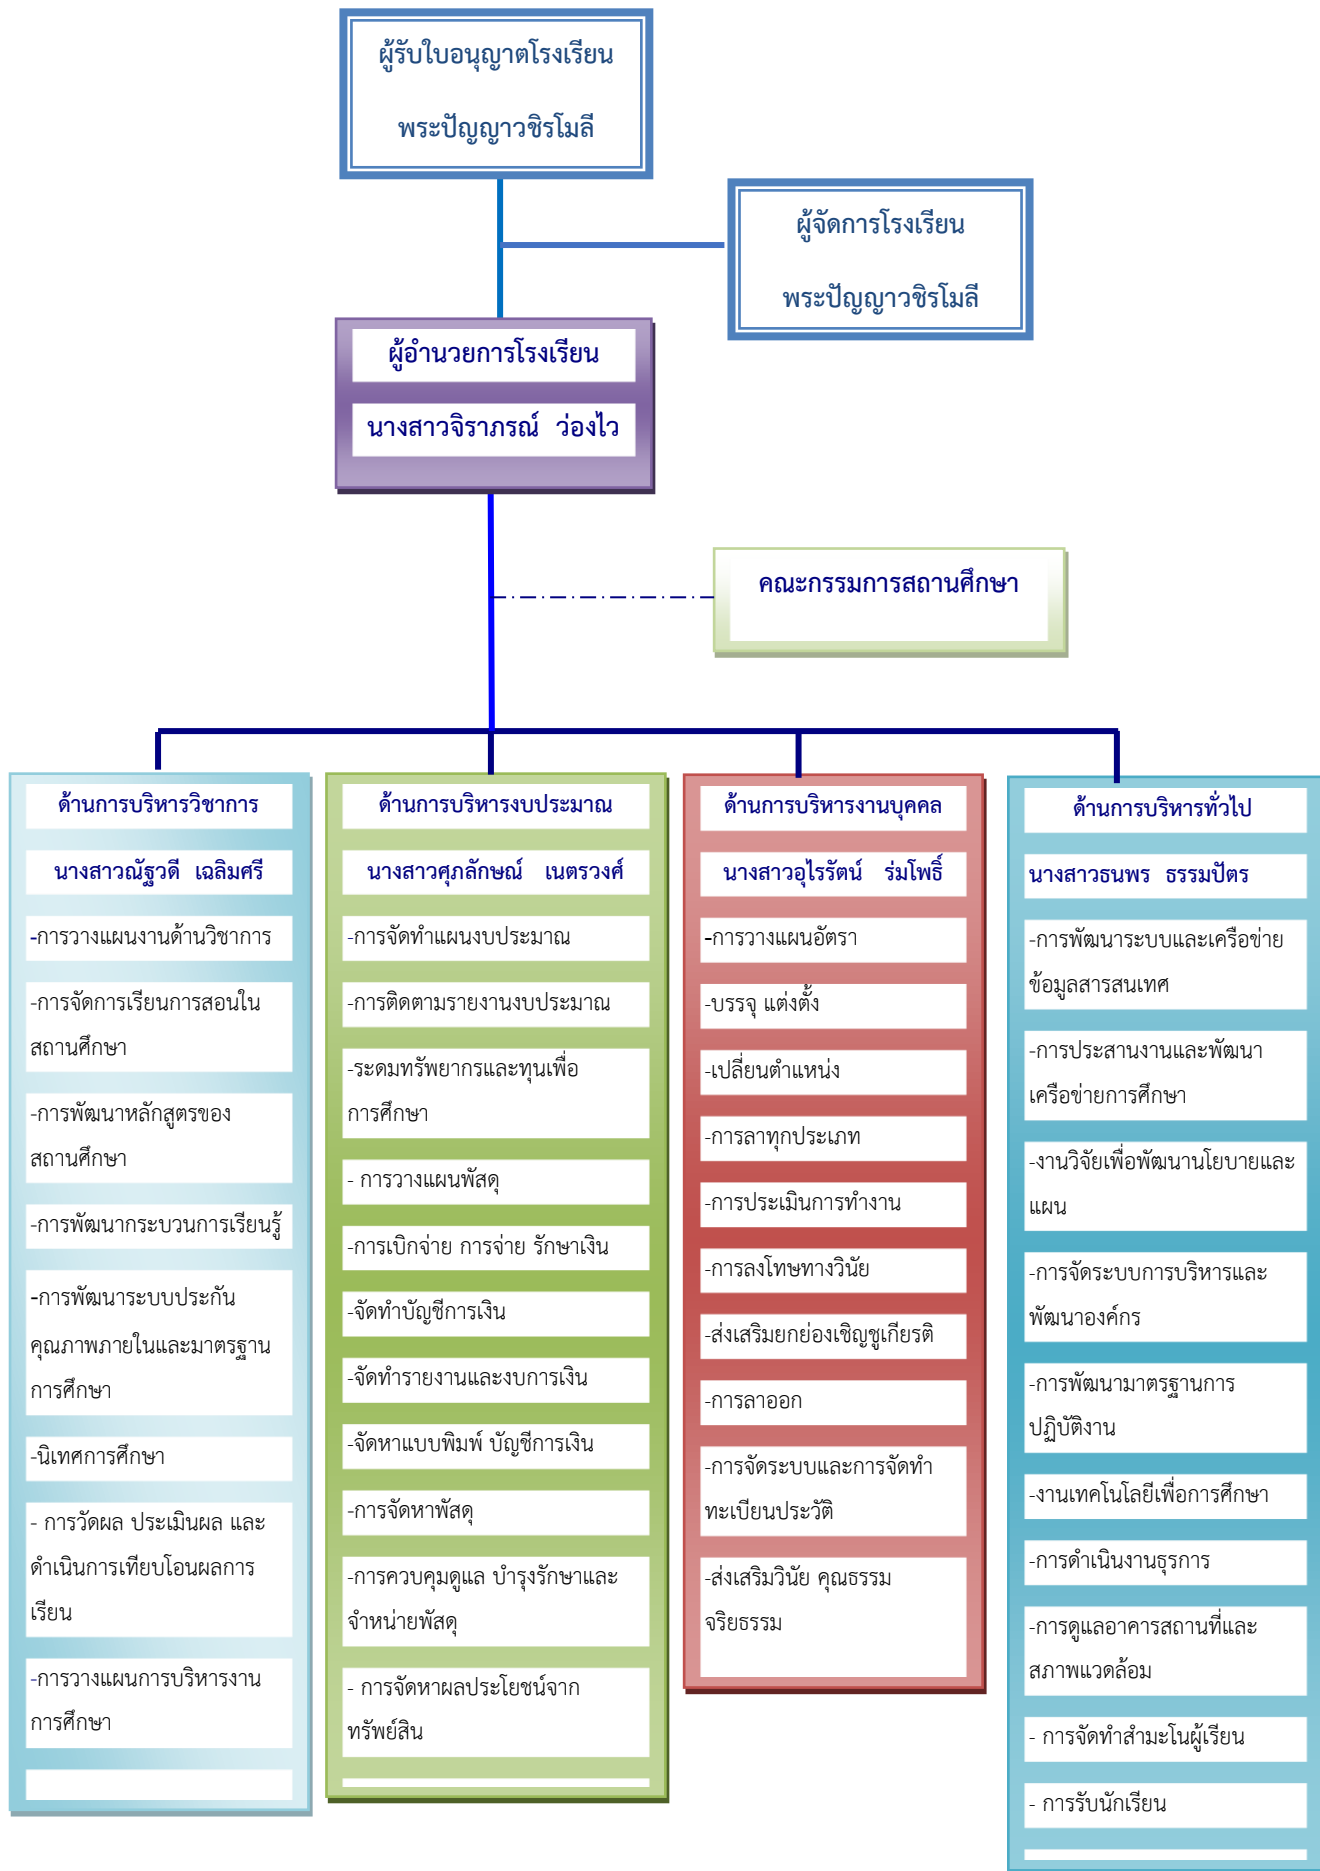 ผู้รับใบอนุญาตโรงเรียน
พระปัญญาวชิรโมลี
ผู้จัดการโรงเรียน
พระปัญญาวชิรโมลี
ผู้อำนวยการโรงเรียน
นางสาวจิราภรณ์ ว่องไว
คณะกรรมการสถานศึกษา
ด้านการบริหารวิชาการ
นางสาวณัฐวดี เฉลิมศรี
-การวางแผนงานด้านวิชาการ
-การจัดการเรียนการสอนใน
สถานศึกษา
-การพัฒนาหลักสูตรของ
สถานศึกษา
-การพัฒนากระบวนการเรียนรู้
-การพัฒนาระบบประกัน
คุณภาพภายในและมาตรฐาน
การศึกษา
-นิเทศการศึกษา
- การวัดผล ประเมินผล และ
ดำเนินการเทียบโอนผลการ
เรียน
-การวางแผนการบริหารงาน
การศึกษา
ด้านการบริหารงบประมาณ
นางสาวศุภลักษณ์ เนตรวงศ์
-การจัดทำแผนงบประมาณ
-การติดตามรายงานงบประมาณ
-ระดมทรัพยากรและทุนเพื่อ
การศึกษา
- การวางแผนพัสดุ
-การเบิกจ่าย การจ่าย รักษาเงิน
-จัดทำบัญชีการเงิน
-จัดทำรายงานและงบการเงิน
-จัดหาแบบพิมพ์ บัญชีการเงิน
-การจัดหาพัสดุ
-การควบคุมดูแล บำรุงรักษาและ
จำหน่ายพัสดุ
- การจัดหาผลประโยชน์จาก
ทรัพย์สิน
ด้านการบริหารงานบุคคล
นางสาวอุไรรัตน์ ร่มโพธิ์
-การวางแผนอัตรา
-บรรจุ แต่งตั้ง
-เปลี่ยนตำแหน่ง
-การลาทุกประเภท
-การประเมินการทำงาน
-การลงโทษทางวินัย
-ส่งเสริมยกย่องเชิญชูเกียรติ
-การลาออก
-การจัดระบบและการจัดทำ
ทะเบียนประวัติ
-ส่งเสริมวินัย คุณธรรม
จริยธรรม
ด้านการบริหารทั่วไป
นางสาวธนพร ธรรมปัตร
-การพัฒนาระบบและเครือข่าย
ข้อมูลสารสนเทศ
-การประสานงานและพัฒนา
เครือข่ายการศึกษา
-งานวิจัยเพื่อพัฒนานโยบายและ
แผน
-การจัดระบบการบริหารและ
พัฒนาองค์กร
-การพัฒนามาตรฐานการ
ปฏิบัติงาน
-งานเทคโนโลยีเพื่อการศึกษา
-การดำเนินงานธุรการ
-การดูแลอาคารสถานที่และ
สภาพแวดล้อม
- การจัดทำสำมะโนผู้เรียน
- การรับนักเรียน